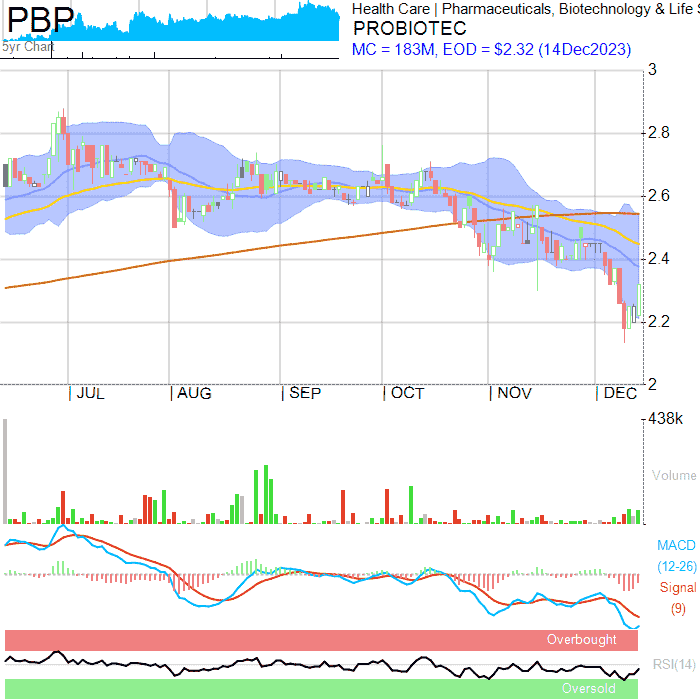 PBP
5yr Chart
Health Care | Pharmaceuticals, Biotechnology & Life S
PROBIOTEC
MC = 183M, EOD = $2.32 (14Dec2023)
3
2.8
2.6
2.4
2.2
2
JUL AUG SEP OCT NOV DEC
438k
Volume
MACD
(12-26)
Signal
(9)
Overbought
RSI(14)
Oversold